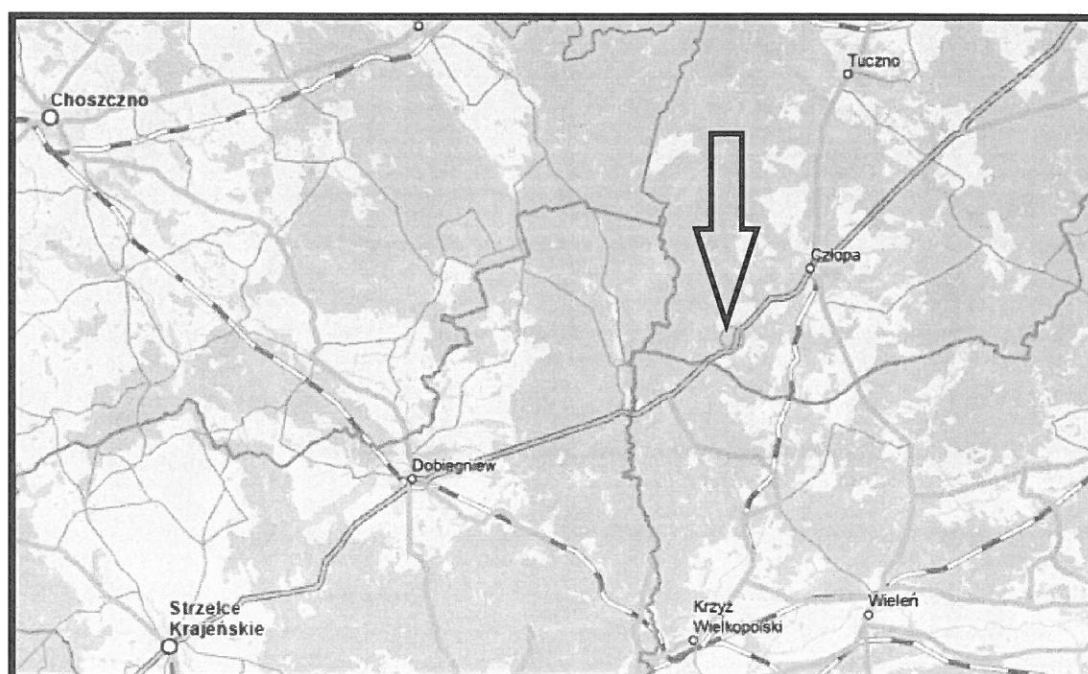 Tuczno
Choszczno
Człopa
Dobiegniew
Strzelce
Krajeńskie
Krzyż
Wielkopolski
Wieleń